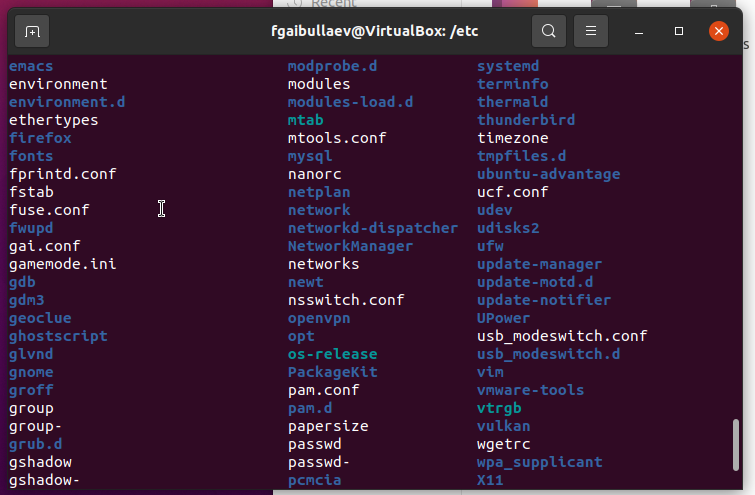 Recent
fgaibullaev@VirtualBox: /etc
s
emacs modprobe.d systemd
environment modules terminfo
environment.d modules-load.d thermald
ethertypes mtab thunderbird
firefox mtools.conf timezone
fonts mysql tmpfiles.d
fprintd.conf nanorc ubuntu-advantage
fstab netplan ucf.conf
fuse.conf network udev
fwupd networkd-dispatcher udisks2
gai.conf NetworkManager ufw
gamemode.ini networks update-manager
gdb newt update-motd.d
gdm3 nsswitch.conf update-notifier
geoclue openvpn UPower
ghostscript opt usb_modeswitch.conf
glvnd os-release usb_modeswitch.d
gnome PackageKit vim
groff pam.conf vmware-tools
group pam.d vtrgb
group- papersize vulkan
grub.d passwd wgetrc
gshadow passwd- wpa_supplicant
gshadow- pcmcia X11